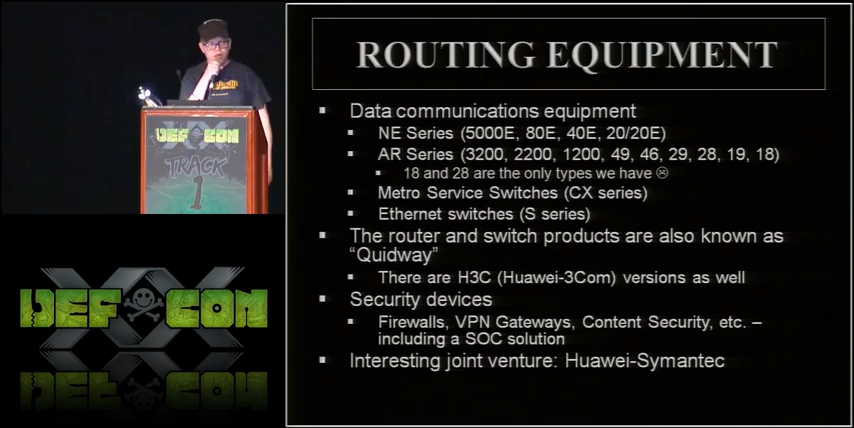 ROUTING EQUIPMENT
▪ Data communications equipment
▪ NE Series (5000E, 80E, 40E, 20/20E)
▪ AR Series (3200, 2200, 1200, 49, 46, 29, 28, 19, 18)
▪ 18 and 28 are the only types we have ☹
▪ Metro Service Switches (CX series)
▪ Ethernet switches (S series)
▪ The router and switch products are also known as
“Quidway”
▪ There are H3C (Huawei-3Com) versions as well
▪ Security devices
▪ Firewalls, VPN Gateways, Content Security, etc. –
including a SOC solution
▪ Interesting joint venture: Huawei-Symantec
DEF CON
TRACK
1
XX
DEF CON